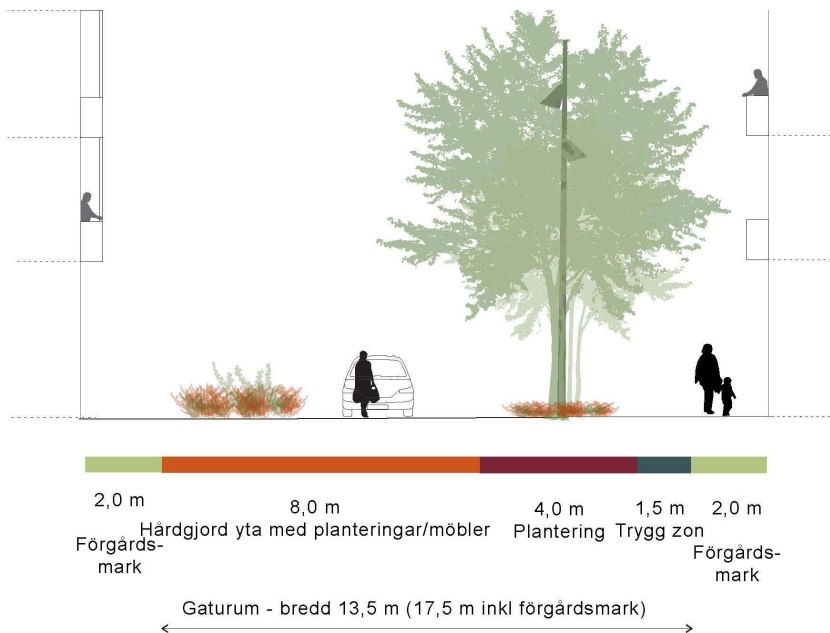 2,0 m
Förgårds-
mark
8,0 m
Hårdgjord yta med planteringar/möbler
4,0 m
Plantering
1,5 m
Trygg zon
2,0 m
Förgårds-
mark
Gaturum - bredd 13,5 m (17,5 m inkl förgårdsmark)